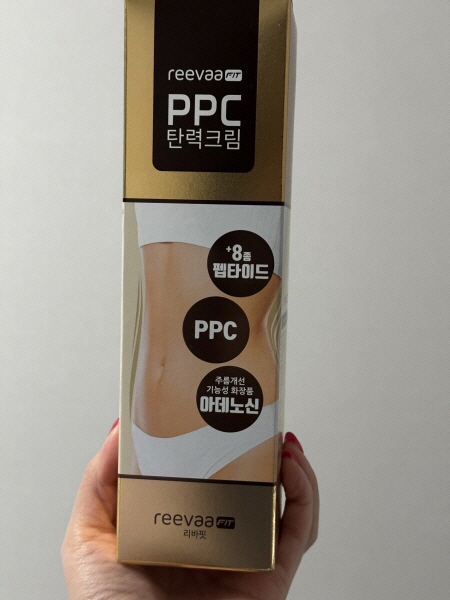 reevaa FIT
PPC
탄력크림
+8종
펩타이드
PPC
주름개선
기능성 화장품
아데노신
reevaa FIT
리바핏